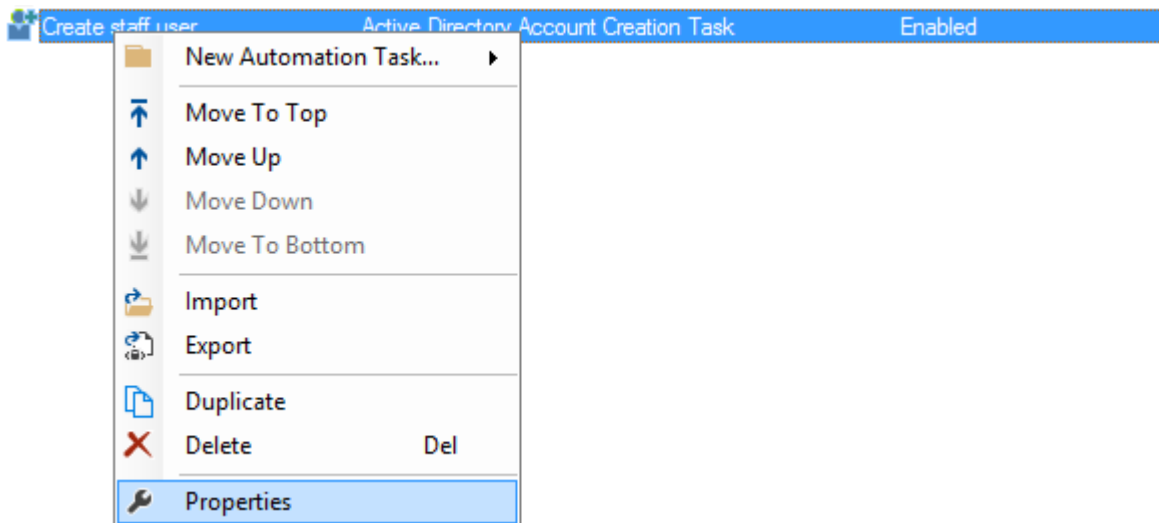 Create staff user Active Directory Account Creation Task Enabled
New Automation Task...
Move To Top
Move Up
Move Down
Move To Bottom
Import
Export
Duplicate
Delete Del
Properties